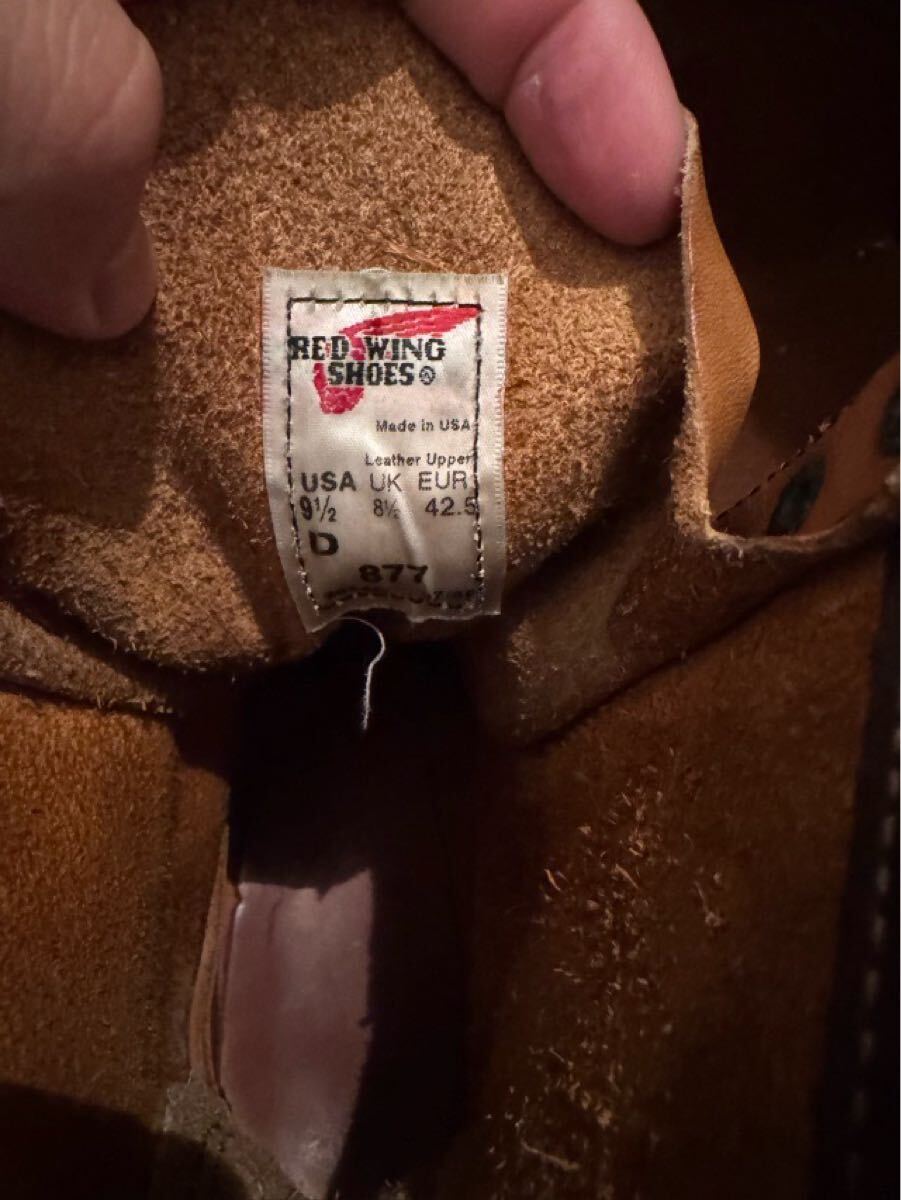 RED WING
SHOES
Made in USA
Leather Upper
USA UK EUR
9½ 8½ 42.5
D
877